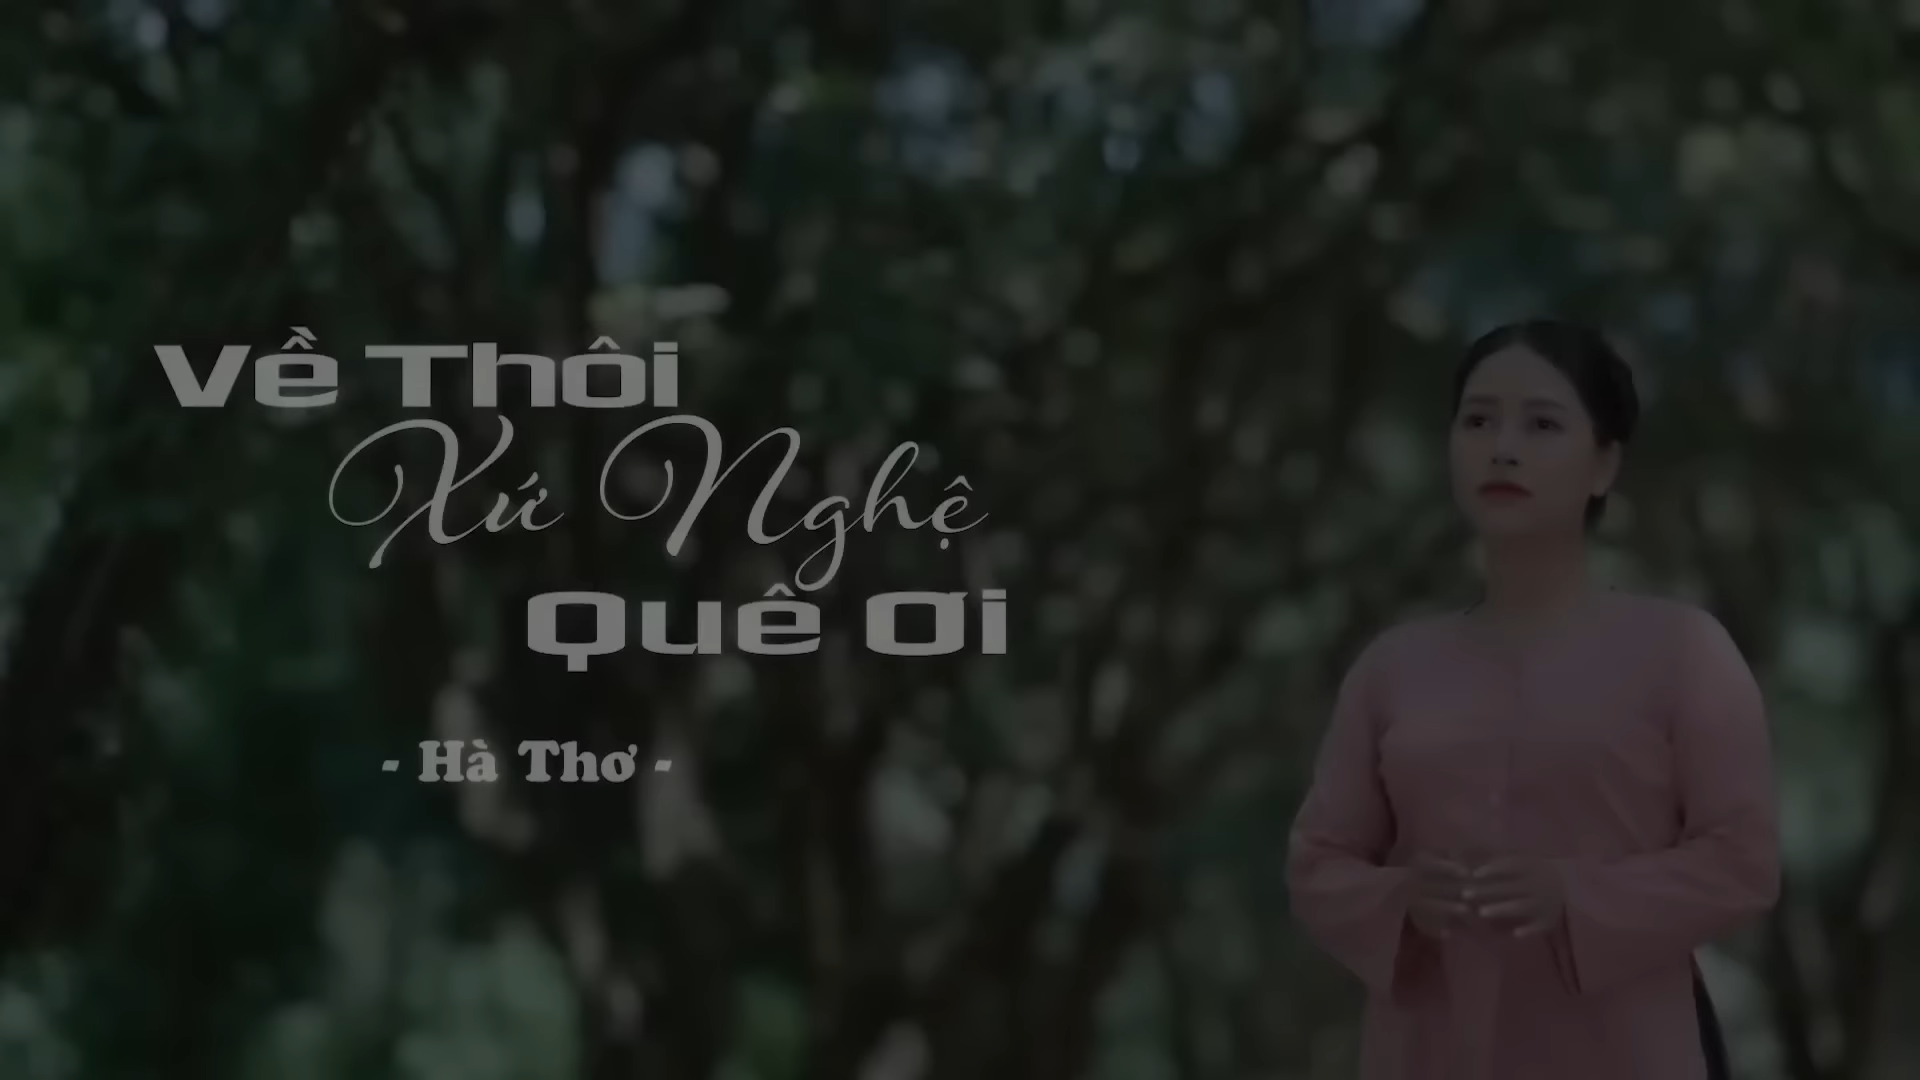 Về Thôi
Xứ Nghệ
Quê Ơi
- Hà Thơ -